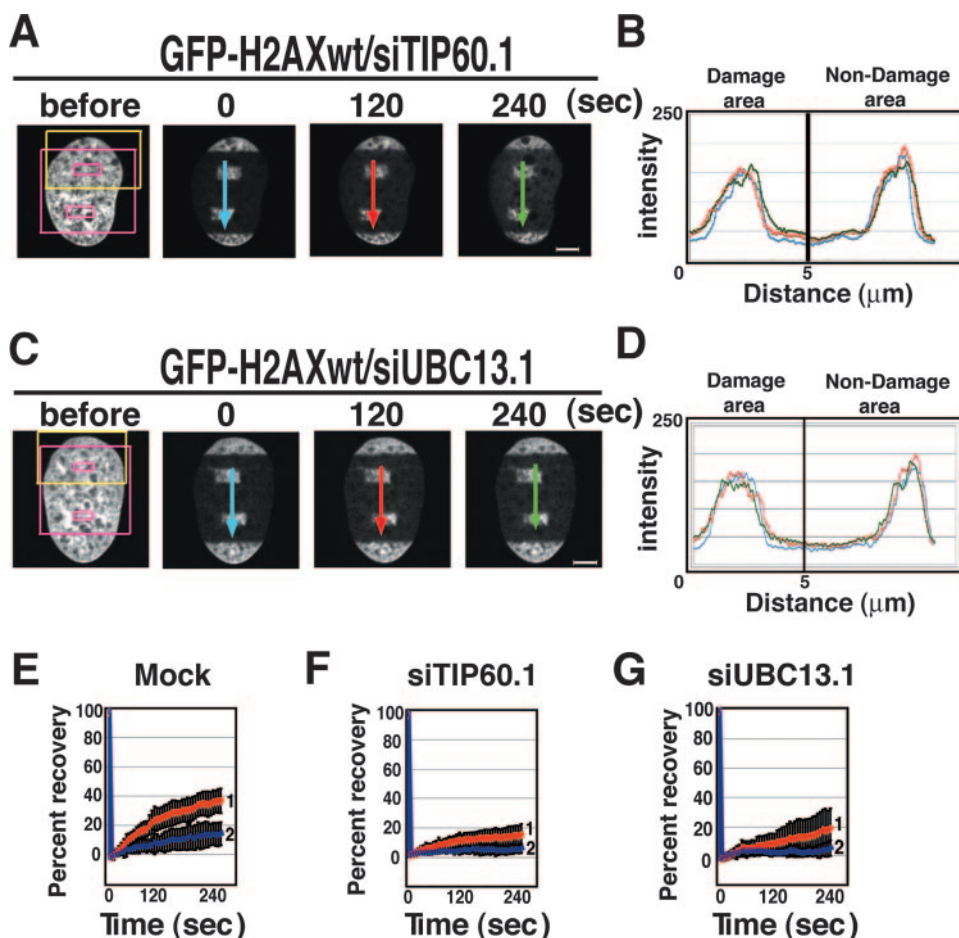 A
GFP-H2AXwt/siTIP60.1
before 0 120 240 (sec)
B
Damage area
Non-Damage area
250
intensity
0
5
Distance (μm)
C
GFP-H2AXwt/siUBC13.1
before 0 120 240 (sec)
D
Damage area
Non-Damage area
250
intensity
0
5
Distance (μm)
E
Mock
Percent recovery
100
80
60
40
20
0
1
2
0 120 240
Time (sec)
F
siTIP60.1
Percent recovery
100
80
60
40
20
0
1
2
0 120 240
Time (sec)
G
siUBC13.1
Percent recovery
100
80
60
40
20
0
1
2
0 120 240
Time (sec)